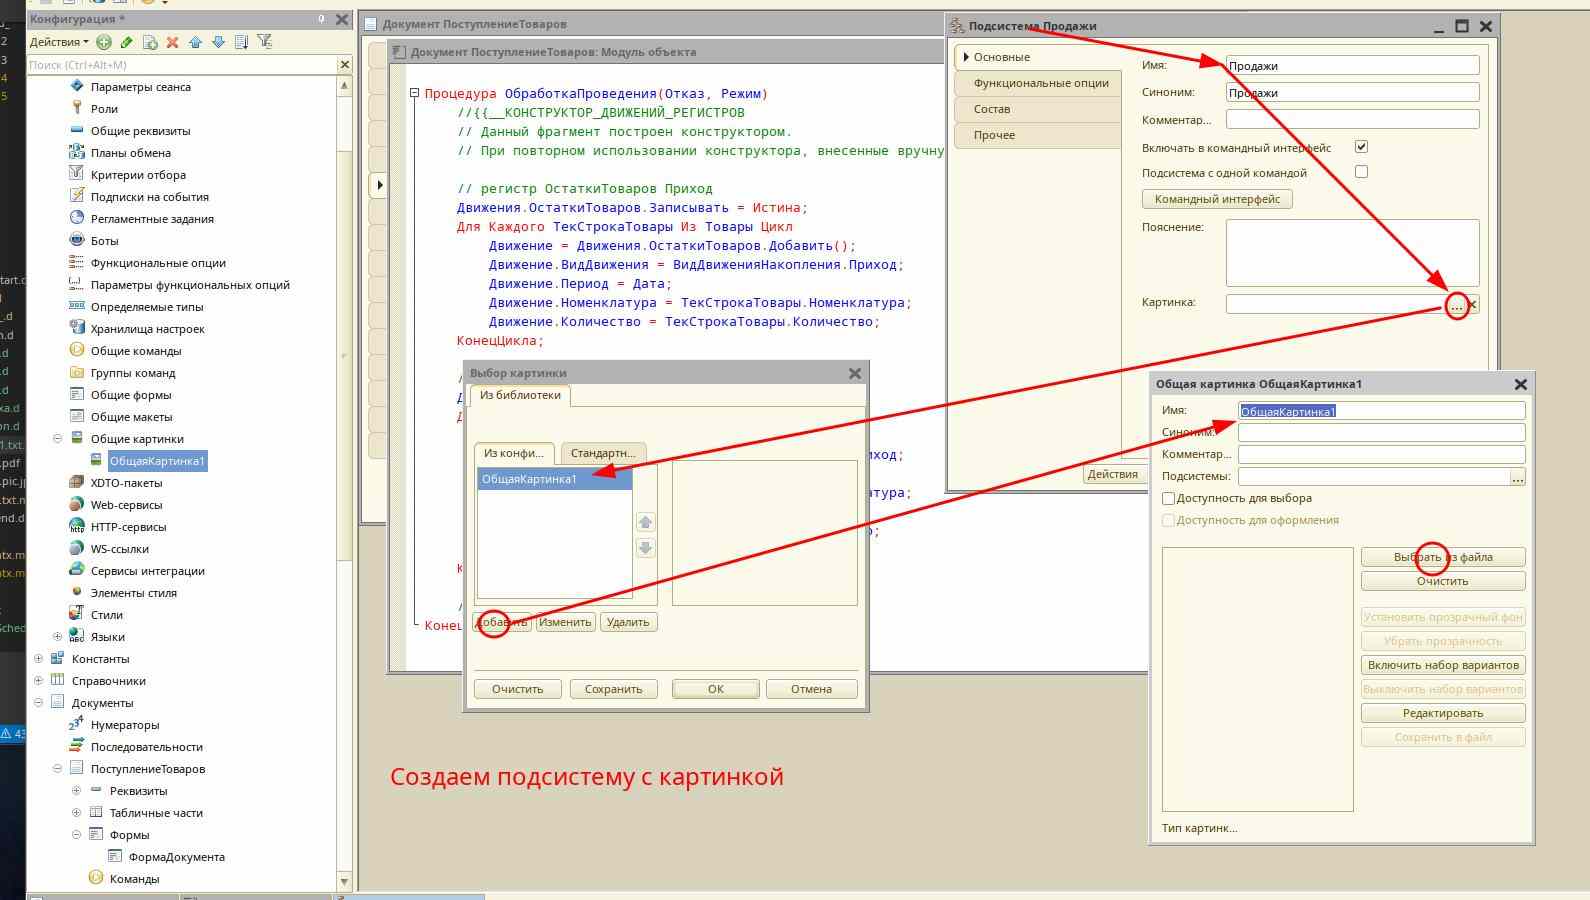 Конфигурация *
Действия
Поиск (Ctrl+Alt+M)
Параметры сеанса
Роли
Общие реквизиты
Планы обмена
Критерии отбора
Подписки на события
Регламентные задания
Боты
Функциональные опции
Параметры функциональных опций
Определяемые типы
Хранилища настроек
Общие команды
Группы команд
Общие формы
Общие макеты
Общие картинки
ОбщаяКартинка1
XDTO-пакеты
Web-сервисы
HTTP-сервисы
WS-ссылки
Сервисы интеграции
Элементы стиля
Стили
Языки
Константы
Справочники
Документы
Нумераторы
Последовательности
ПоступлениеТоваров
Реквизиты
Табличные части
Формы
ФормаДокумента
Команды
Документ ПоступлениеТоваров
Документ ПоступлениеТоваров: Модуль объекта
Процедура ОбработкаПроведения(Отказ, Режим)
//{{__КОНСТРУКТОР_ДВИЖЕНИЙ_РЕГИСТРОВ
// Данный фрагмент построен конструктором.
// При повторном использовании конструктора, внесенные вручну
// регистр ОстаткиТоваров Приход
Движения.ОстаткиТоваров.Записывать = Истина;
Для Каждого ТекСтрокаТовары Из Товары Цикл
Движение = Движения.ОстаткиТоваров.Добавить();
Движение.ВидДвижения = ВидДвиженияНакопления.Приход;
Движение.Период = Дата;
Движение.Номенклатура = ТекСтрокаТовары.Номенклатура;
Движение.Количество = ТекСтрокаТовары.Количество;
КонецЦикла;
Конец
Подсистема Продажи
Основные
Функциональные опции
Состав
Прочее
Имя:
Продажи
Синоним:
Продажи
Комментар...
Включать в командный интерфейс
Подсистема с одной командой
Командный интерфейс
Пояснение:
Картинка:
...
Действия
Выбор картинки
Из библиотеки
Из конфи...
Стандартн...
ОбщаяКартинка1
Добавить
Изменить
Удалить
Очистить
Сохранить
ОК
Отмена
Общая картинка ОбщаяКартинка1
Имя:
ОбщаяКартинка1
Синоним:
Комментар...
Подсистемы:
...
Доступность для выбора
Доступность для оформления
Выбрать из файла
Очистить
Установить прозрачный фон
Убрать прозрачность
Включить набор вариантов
Выключить набор вариантов
Редактировать
Сохранить в файл
Тип картинк...
Создаем подсистему с картинкой